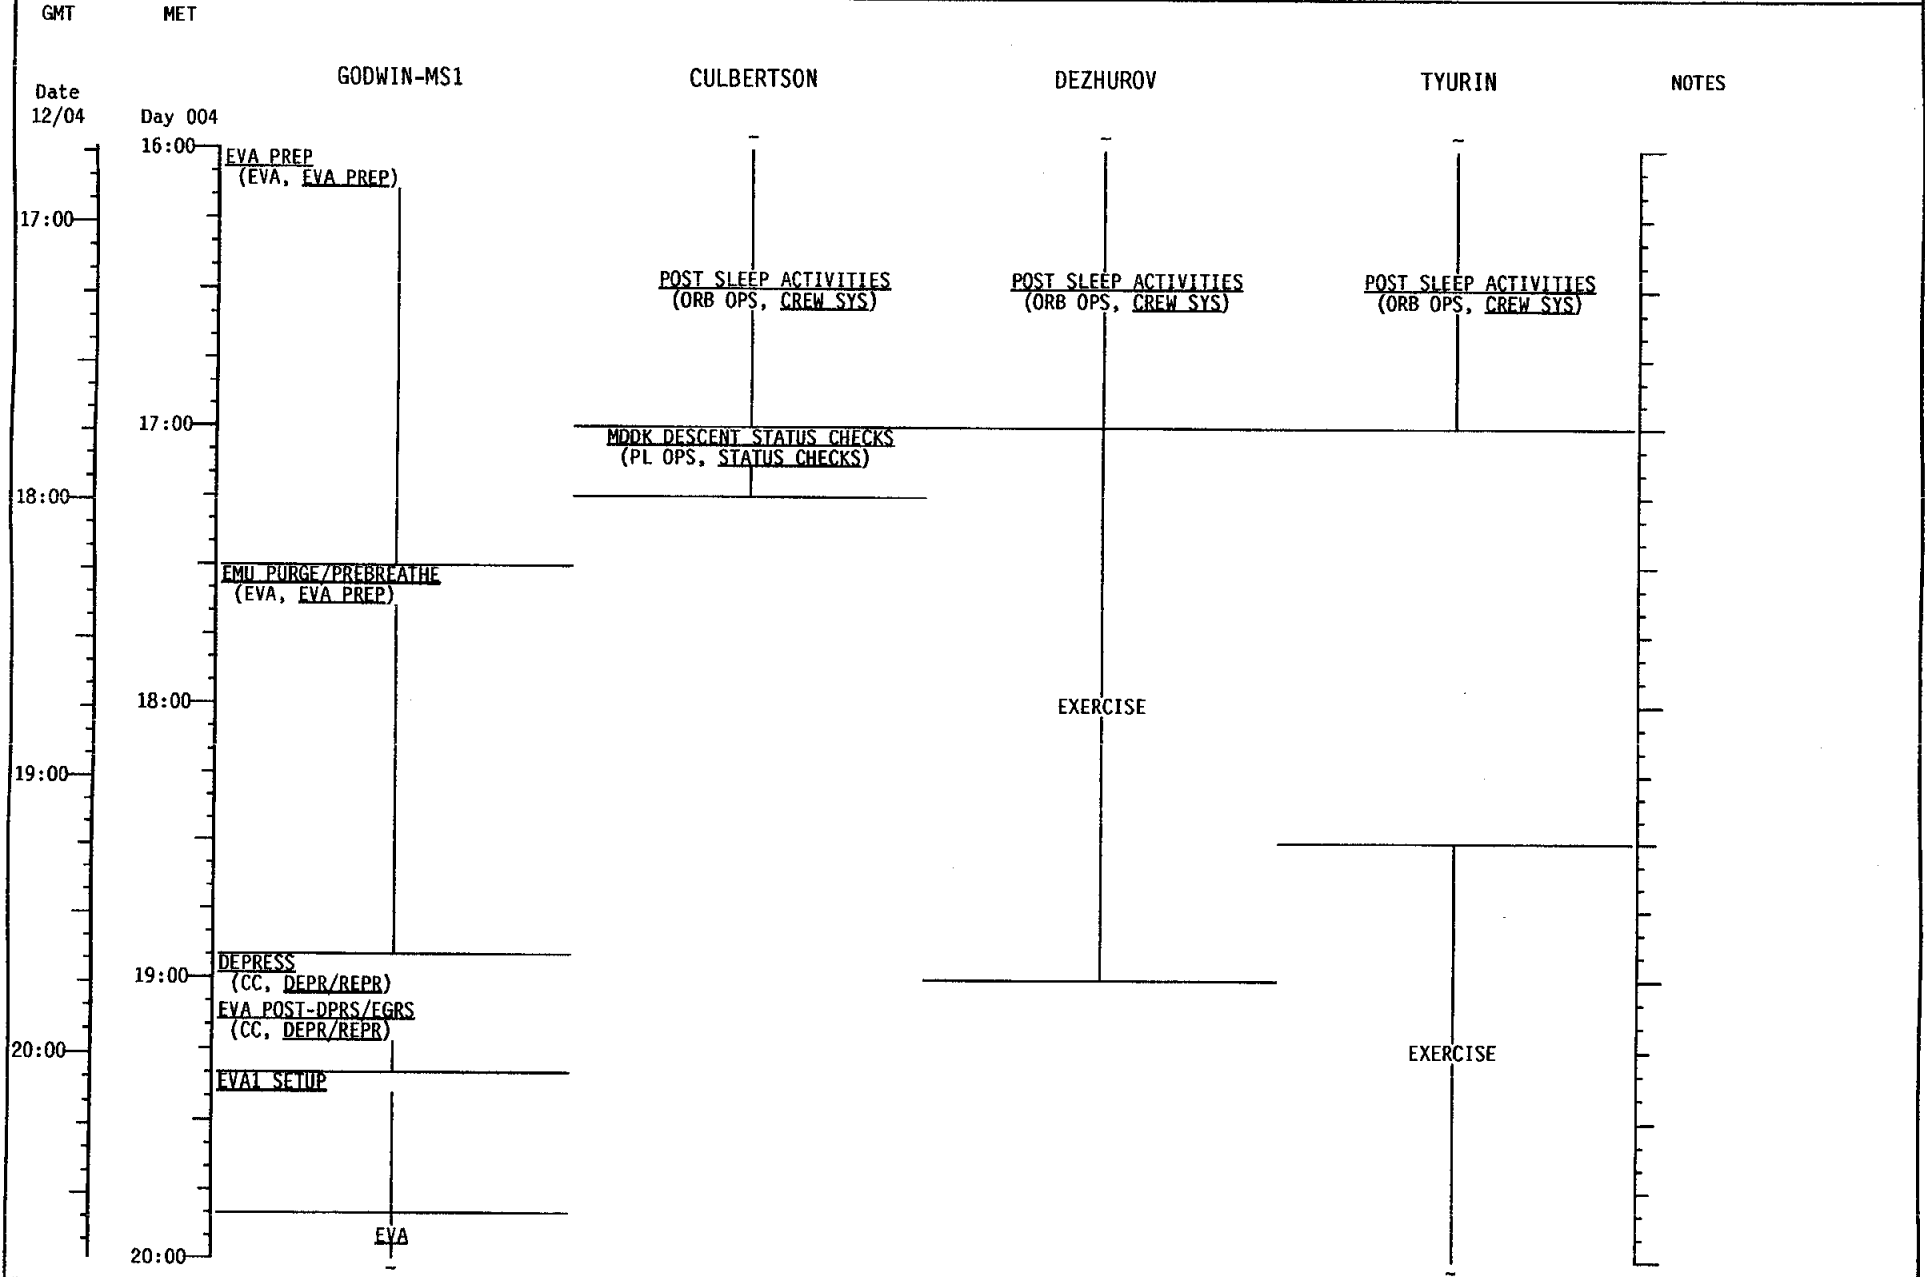 GMT MET
GODWIN-MS1 CULBERTSON DEZHUROV TYURIN NOTES
Date
12/04 Day 004
16:00
EVA PREP
(EVA, EVA PREP)
17:00
POST SLEEP ACTIVITIES POST SLEEP ACTIVITIES POST SLEEP ACTIVITIES
(ORB OPS, CREW SYS) (ORB OPS, CREW SYS) (ORB OPS, CREW SYS)
17:00
MDDK DESCENT STATUS CHECKS
(PL OPS, STATUS CHECKS)
18:00
EMU PURGE/PREBREATHE
(EVA, EVA PREP)
18:00 EXERCISE
19:00
DEPRESS
19:00
(CC, DEPR/REPR)
EVA POST-DPRS/EGRS
(CC, DEPR/REPR)
20:00 EXERCISE
EVA1 SETUP
EVA
20:00